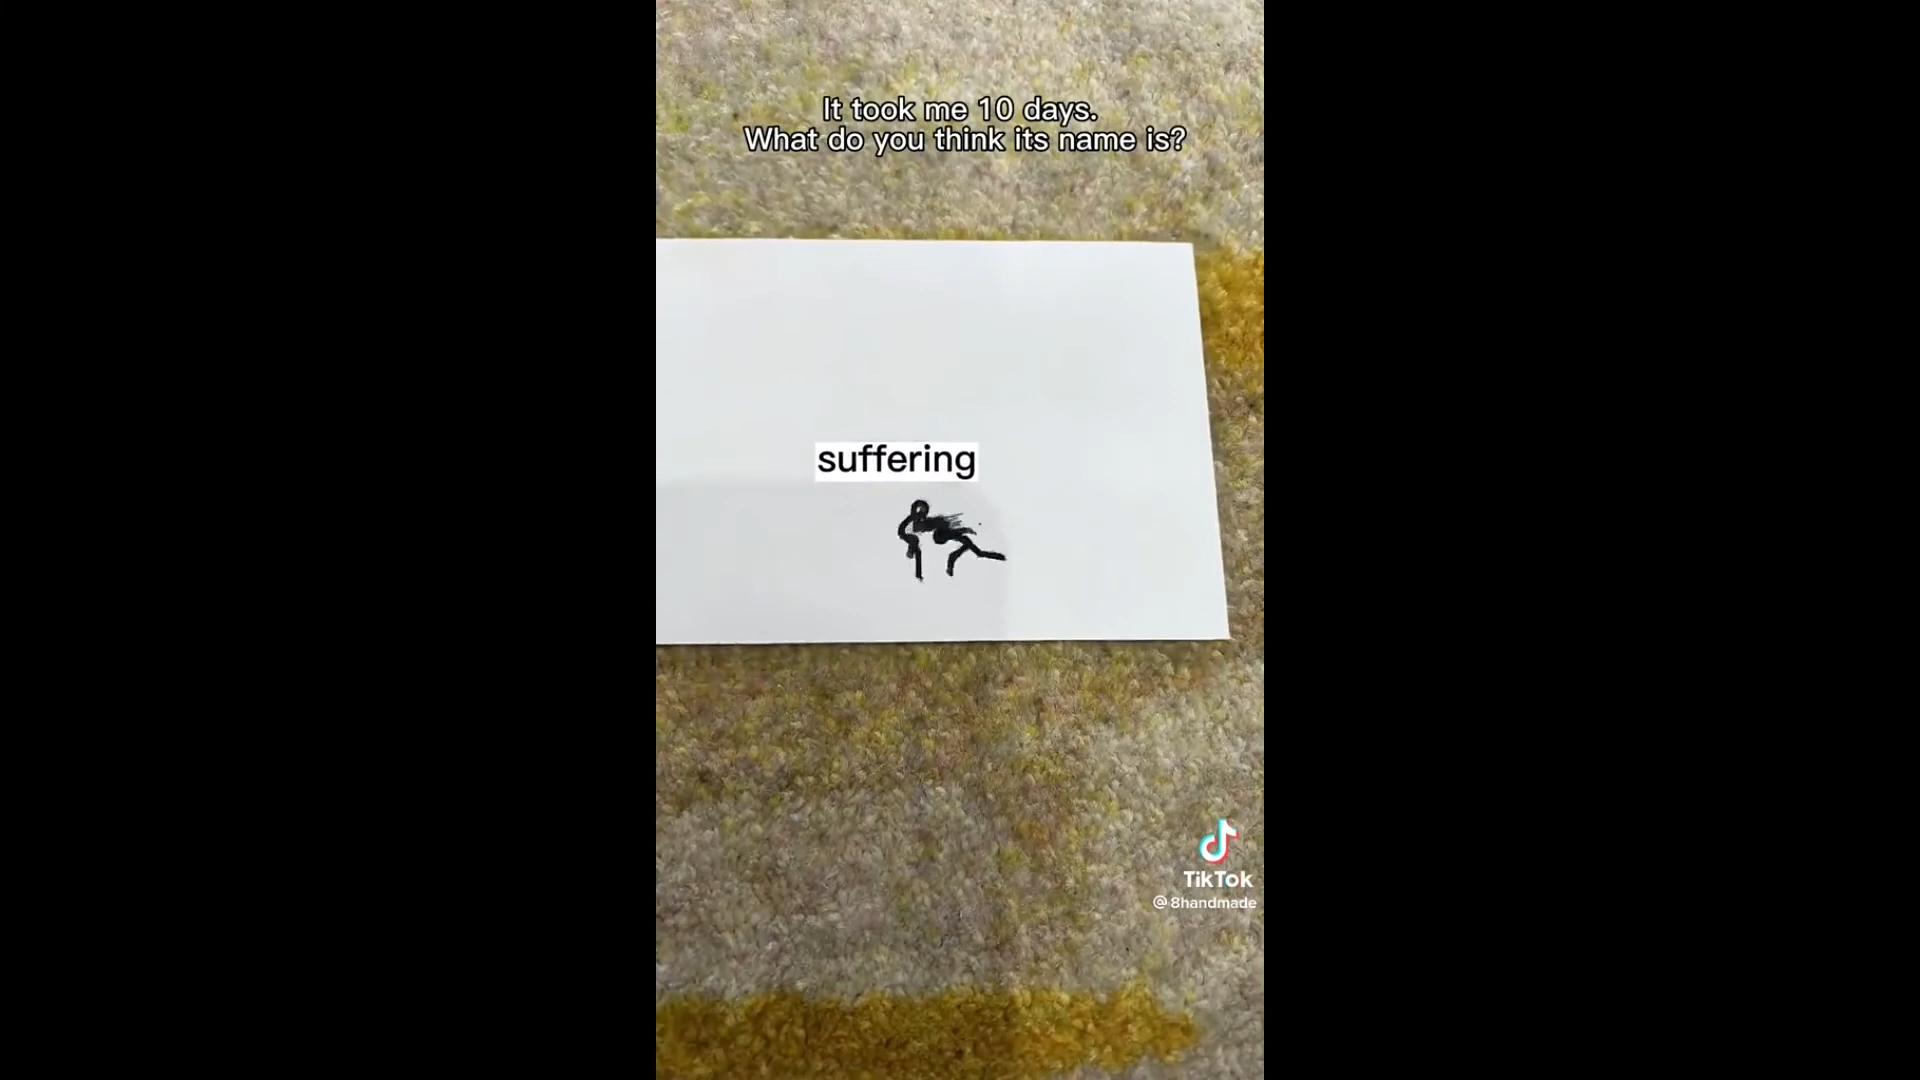 It took me 10 days.
What do you think its name is?
suffering
TikTok
@8handmade